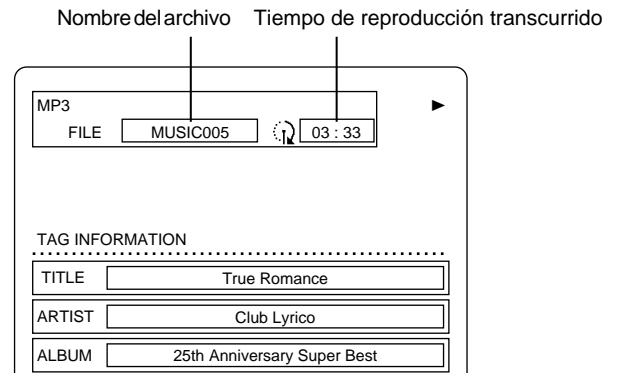 Nombre del archivo Tiempo de reproducción transcurrido
MP3
FILE MUSIC005 03 : 33
TAG INFORMATION
TITLE True Romance
ARTIST Club Lyrico
ALBUM 25th Anniversary Super Best